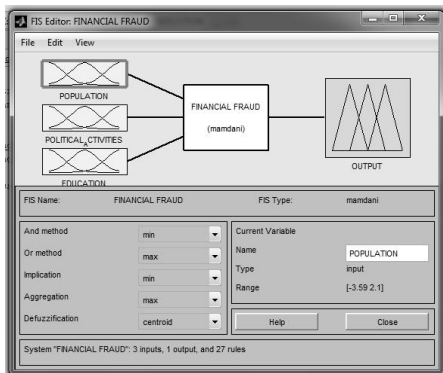 FIS Editor: FINANCIAL FRAUD
File Edit View
POPULATION
POLITICAL_ACTIVITIES
EDUCATION
FINANCIAL FRAUD
(mamdani)
OUTPUT
FIS Name: FINANCIAL FRAUD FIS Type: mamdani
And method min
Or method max
Implication min
Aggregation max
Defuzzification centroid
Current Variable
Name POPULATION
Type input
Range [-3.59 2.1]
Help Close
System "FINANCIAL FRAUD": 3 inputs, 1 output, and 27 rules